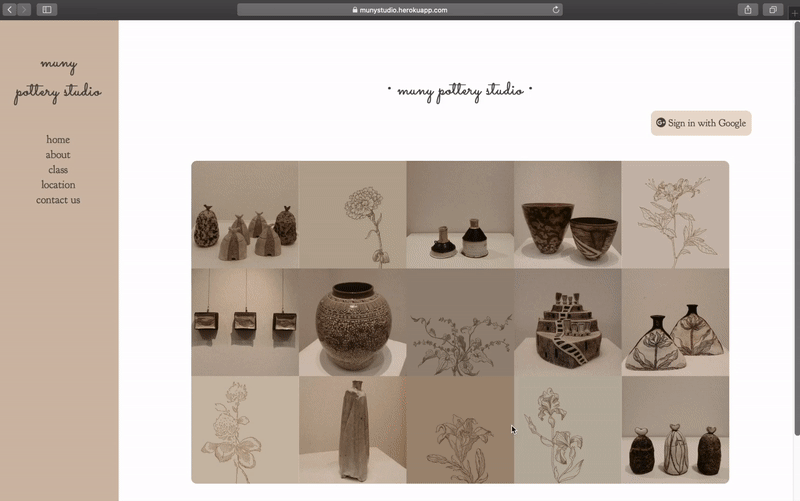 munystudio.herokuapp.com
muny
pottery studio
home
about
class
location
contact us
· muny pottery studio ·
G+ Sign in with Google